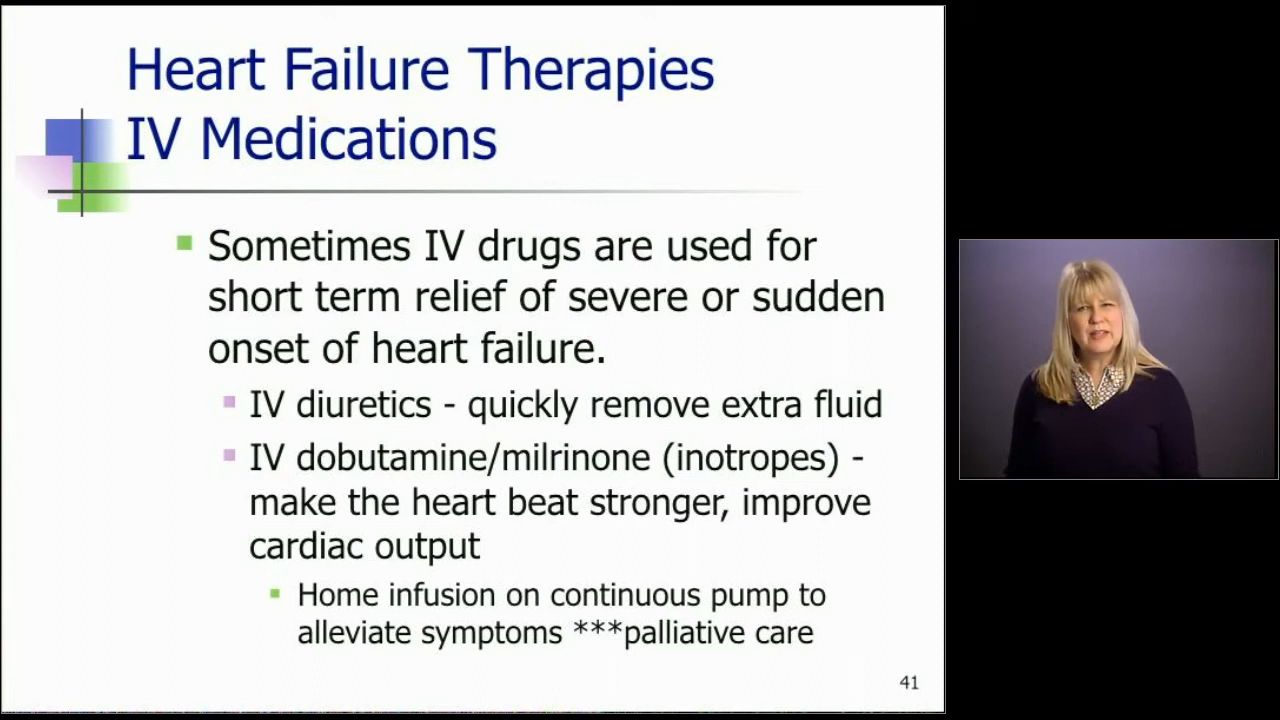 Heart Failure Therapies
IV Medications
Sometimes IV drugs are used for
short term relief of severe or sudden
onset of heart failure.
IV diuretics - quickly remove extra fluid
IV dobutamine/milrinone (inotropes) -
make the heart beat stronger, improve
cardiac output
Home infusion on continuous pump to
alleviate symptoms ***palliative care
41